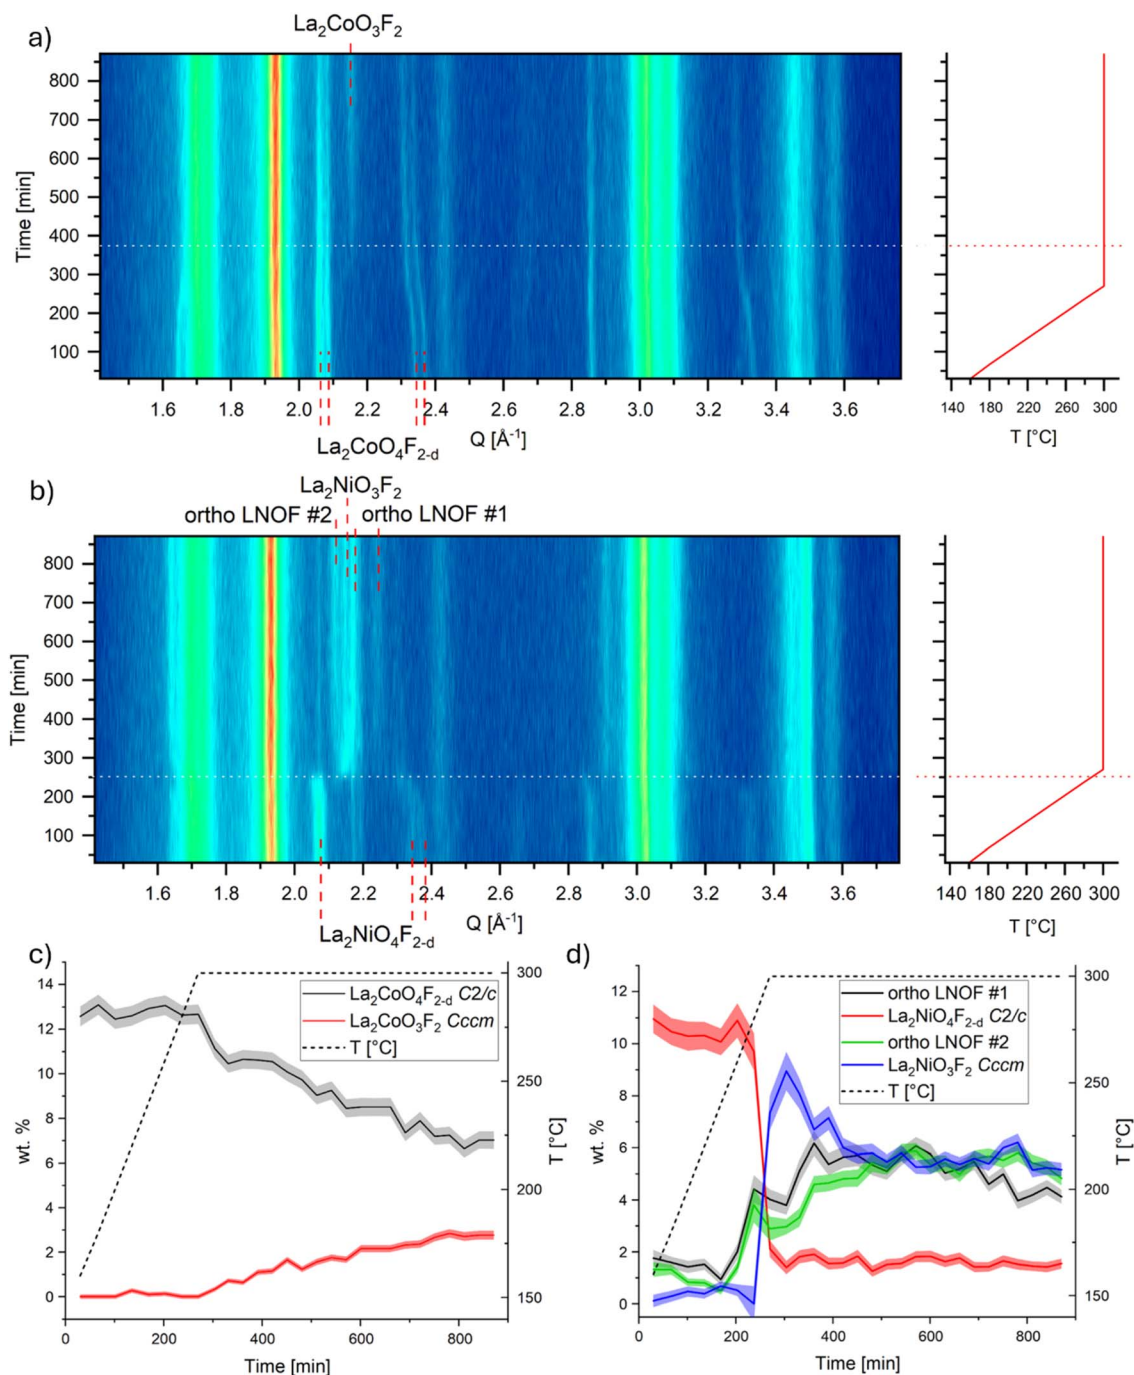 a)
La₂CoO₃F₂
800
700
600
500
400
300
200
100
Time [min]
1.6 1.8 2.0 2.2 2.4 2.6 2.8 3.0 3.2 3.4 3.6
Q [Å⁻¹]
La₂CoO₄F₂₋d
140 180 220 260 300
T [°C]
b)
La₂NiO₃F₂
ortho LNOF #2
ortho LNOF #1
800
700
600
500
400
300
200
100
Time [min]
1.6 1.8 2.0 2.2 2.4 2.6 2.8 3.0 3.2 3.4 3.6
Q [Å⁻¹]
La₂NiO₄F₂₋d
140 180 220 260 300
T [°C]
c)
14
12
10
8
6
4
2
0
wt. %
La₂CoO₄F₂₋d C2/c
La₂CoO₃F₂ Cccm
T [°C]
300
250
200
150
T [°C]
0 200 400 600 800
Time [min]
d)
12
10
8
6
4
2
0
wt. %
ortho LNOF #1
La₂NiO₄F₂₋d C2/c
ortho LNOF #2
La₂NiO₃F₂ Cccm
T [°C]
300
250
200
150
T [°C]
0 200 400 600 800
Time [min]